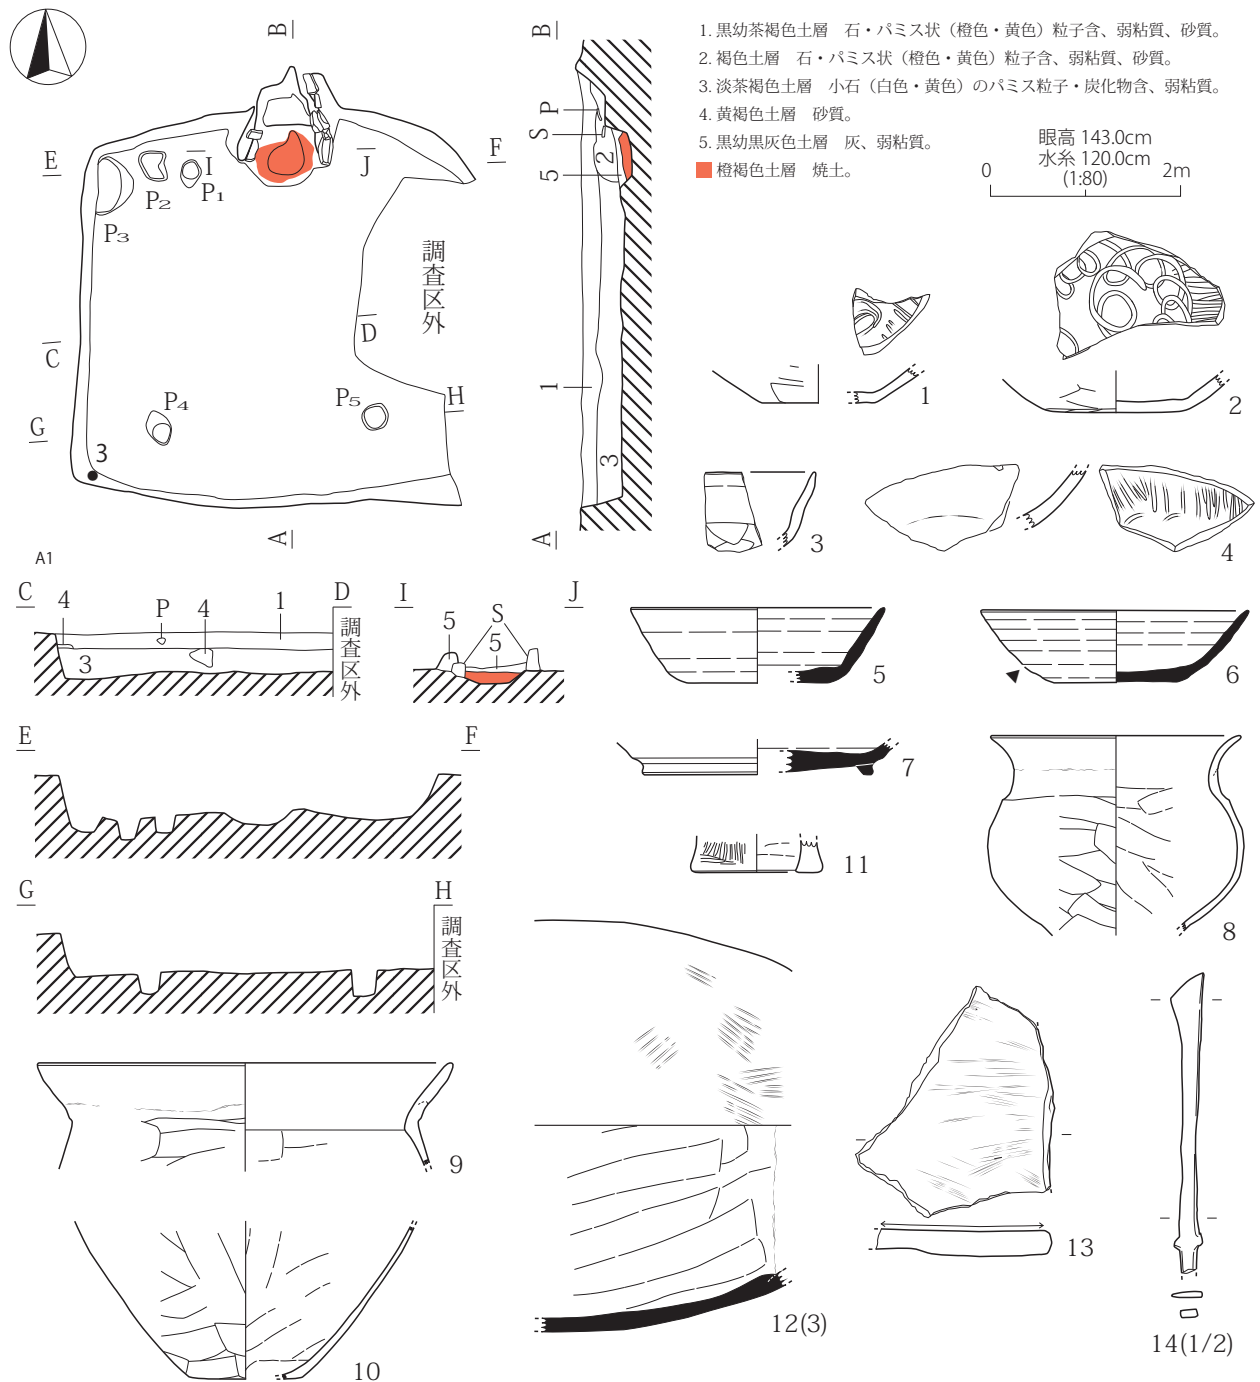 1. 黒幼茶褐色土層　石・パミス状（橙色・黄色）粒子含、弱粘質、砂質。
2. 褐色土層　石・パミス状（橙色・黄色）粒子含、弱粘質、砂質。
3. 淡茶褐色土層　小石（白色・黄色）のパミス粒子・炭化物含、弱粘質。
4. 黄褐色土層　砂質。
5. 黒幼黒灰色土層　灰、弱粘質。
橙褐色土層　焼土。
眼高 143.0cm
水糸 120.0cm
(1:80)
0 2m
B
E
I
J
F
P1
P2
P3
調査区外
D
C
H
P4
P5
G
3
A
B
P
S
2
5
1
3
A
A1
C
D
4
P
4
1
3
調査区外
I
J
5
S
5
E
F
G
H
調査区外
1
2
3
4
5
6
7
8
11
9
10
12(3)
13
14(1/2)